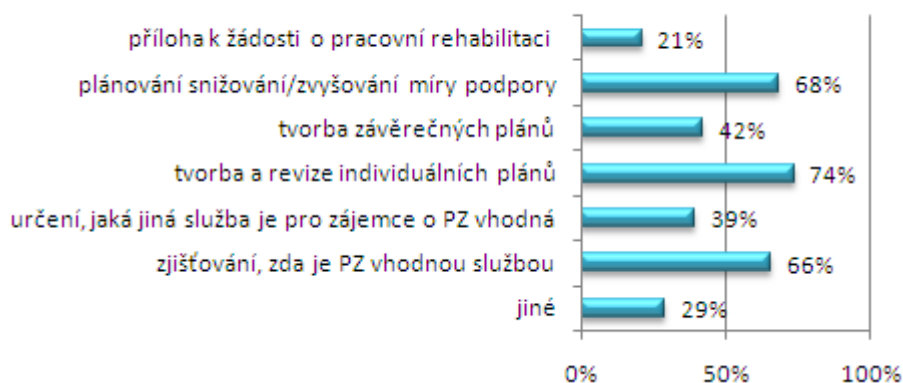 příloha k žádosti o pracovní rehabilitaci 21%
plánování snižování/zvyšování míry podpory 68%
tvorba závěrečných plánů 42%
tvorba a revize individuálních plánů 74%
určení, jaká jiná služba je pro zájemce o PZ vhodná 39%
zjišťování, zda je PZ vhodnou službou 66%
jiné 29%
0% 50% 100%